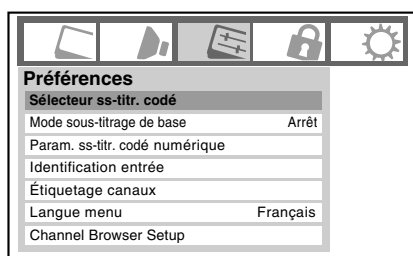 Préférences
Sélecteur ss-titr. codé
Mode sous-titrage de base Arrêt
Param. ss-titr. codé numérique
Identification entrée
Étiquetage canaux
Langue menu Français
Channel Browser Setup